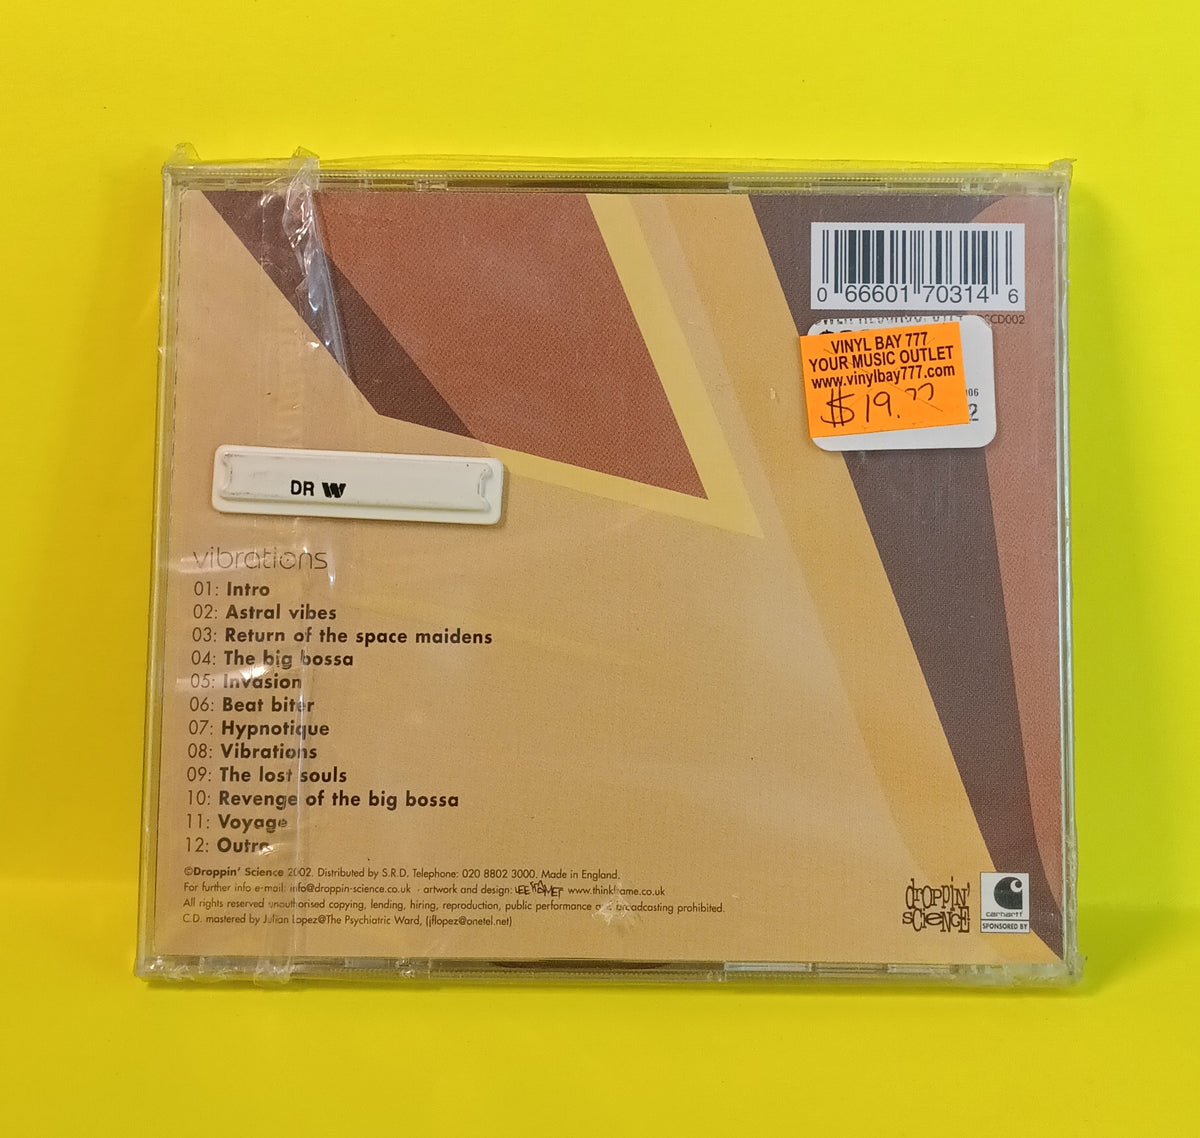 0 66601 70314 6
CD002
VINYL BAY 777
YOUR MUSIC OUTLET
www.vinylbay777.com
$19.
DR W
vibrations
01: Intro
02: Astral vibes
03: Return of the space maidens
04: The big bossa
05: Invasion
06: Beat biter
07: Hypnotique
08: Vibrations
09: The lost souls
10: Revenge of the big bossa
11: Voyage
12: Outro
©Droppin' Science 2002. Distributed by S.R.D. Telephone: 020 8802 3000. Made in England.
For further info e-mail: info@droppin-science.co.uk - artwork and design: www.thinkframe.co.uk
All rights reserved unauthorised copying, lending, hiring, reproduction, public performance and broadcasting prohibited.
C.D. mastered by Julian Lopez@The Psychiatric Ward, (jflopez@onetel.net)
droppin'
science
carhartt
SPONSORED BY